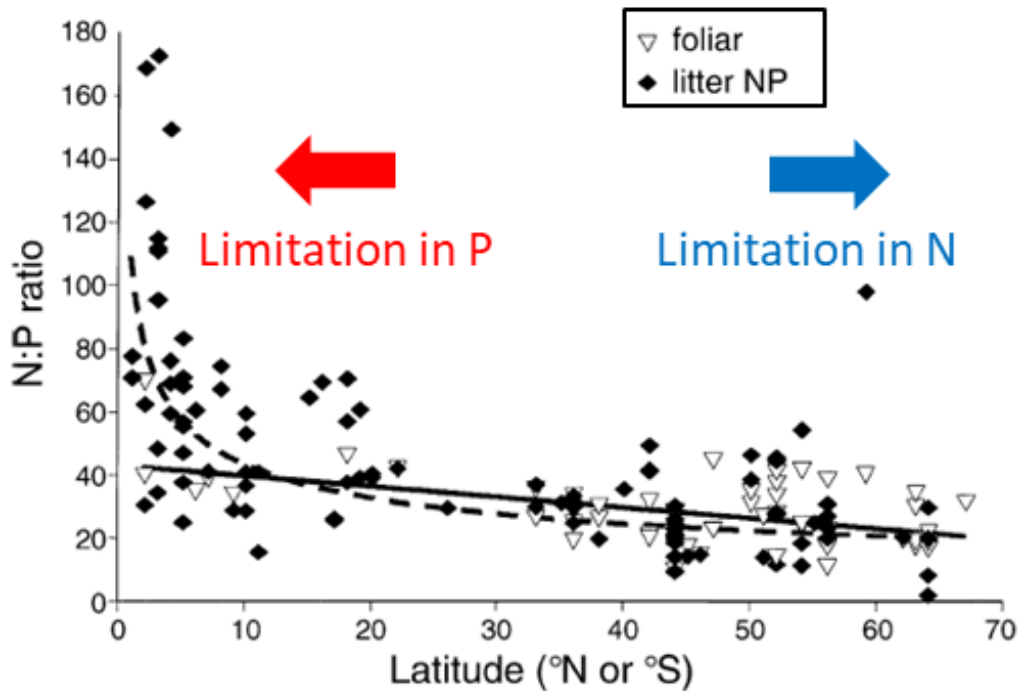 foliar
litter NP
Limitation in P
Limitation in N
N:P ratio
180
160
140
120
100
80
60
40
20
0
0 10 20 30 40 50 60 70
Latitude (°N or °S)